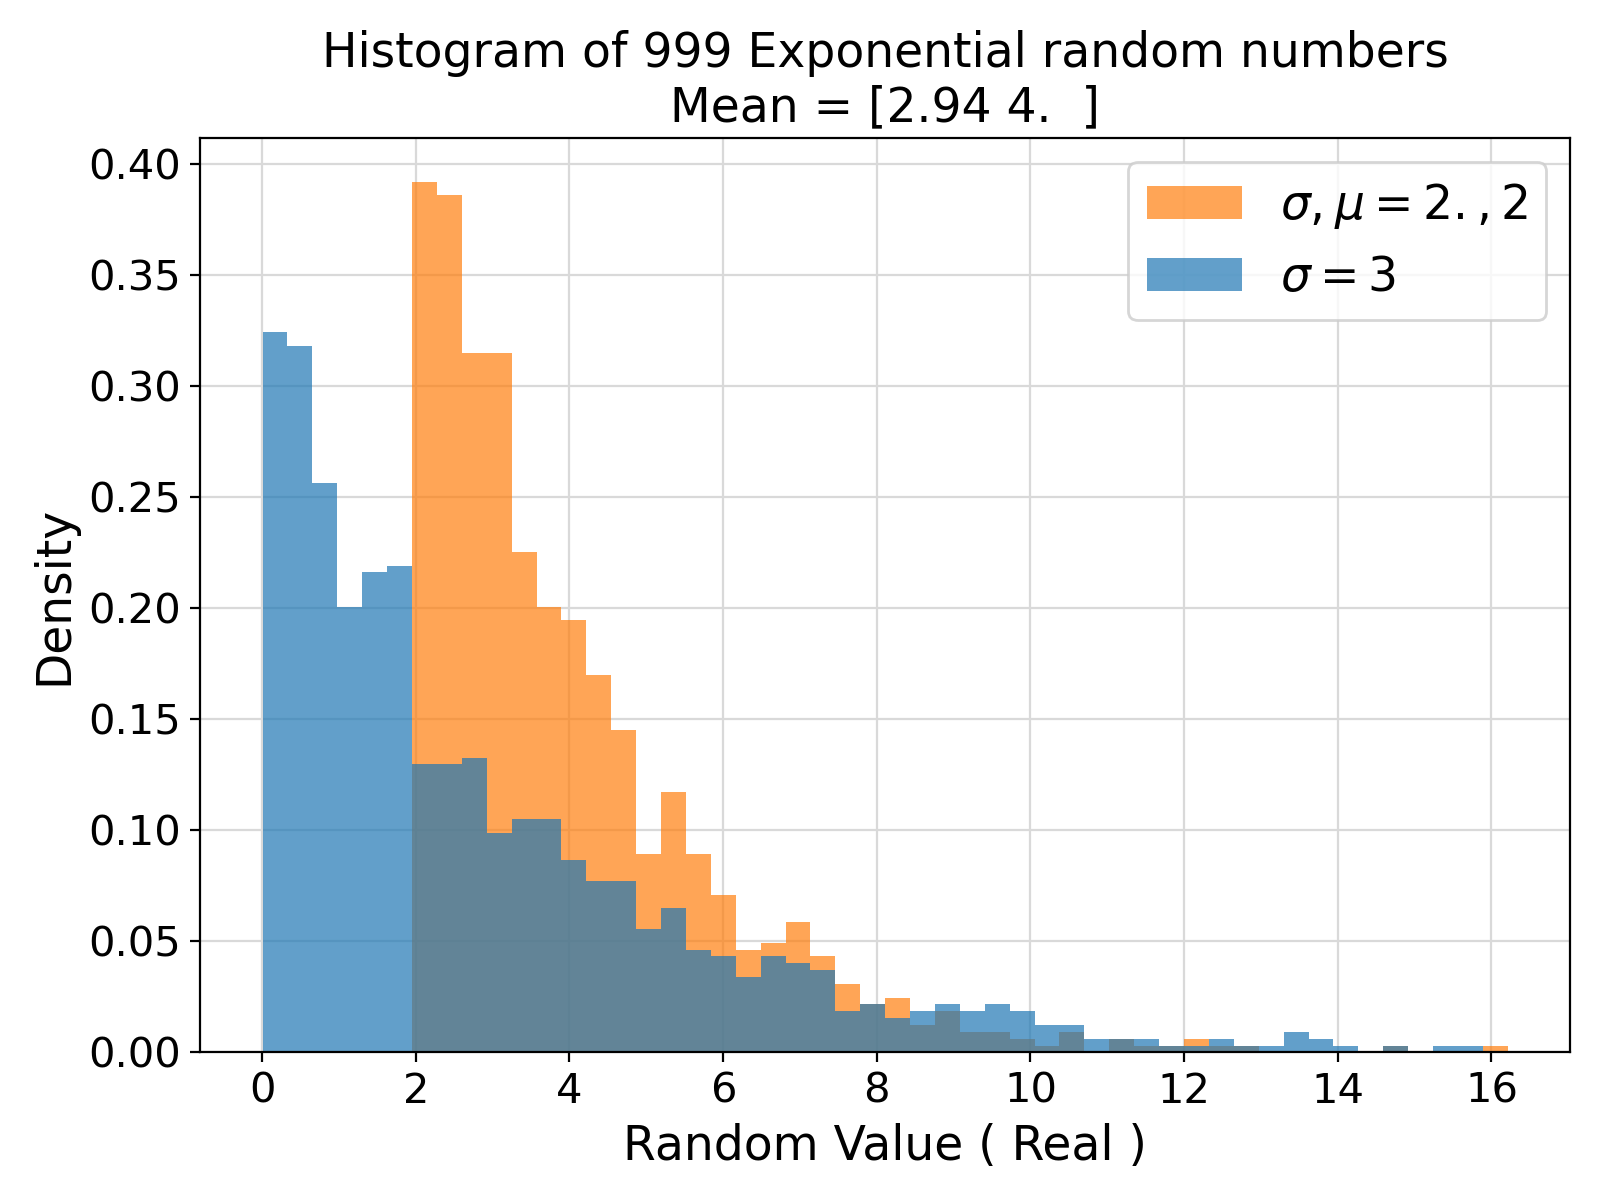 Histogram of 999 Exponential random numbers
Mean = [2.94 4.  ]
0.40
0.35
0.30
0.25
0.20
0.15
0.10
0.05
0.00
Density
σ, μ = 2. , 2
σ = 3
0 2 4 6 8 10 12 14 16
Random Value ( Real )